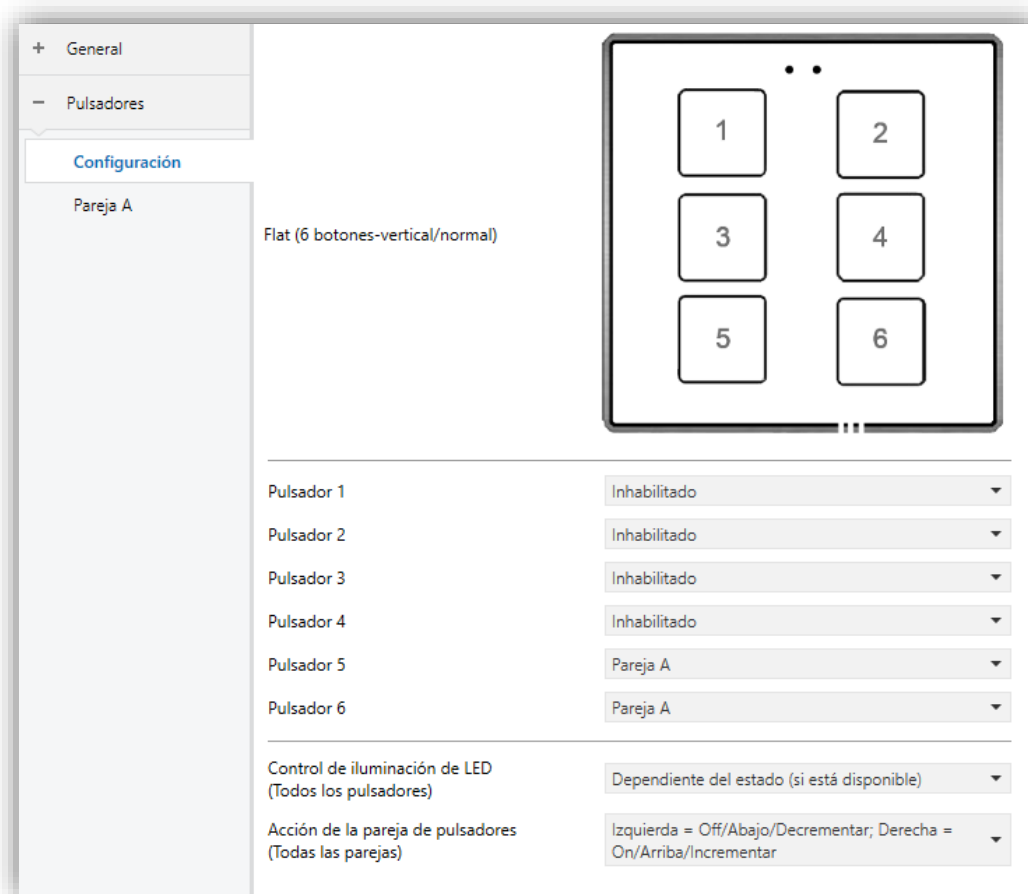 General
Pulsadores
Configuración
Pareja A
Flat (6 botones-vertical/normal)
1
2
3
4
5
6
Pulsador 1
Inhabilitado
Pulsador 2
Inhabilitado
Pulsador 3
Inhabilitado
Pulsador 4
Inhabilitado
Pulsador 5
Pareja A
Pulsador 6
Pareja A
Control de iluminación de LED
(Todos los pulsadores)
Dependiente del estado (si está disponible)
Acción de la pareja de pulsadores
(Todas las parejas)
Izquierda = Off/Abajo/Decrementar; Derecha =
On/Arriba/Incrementar